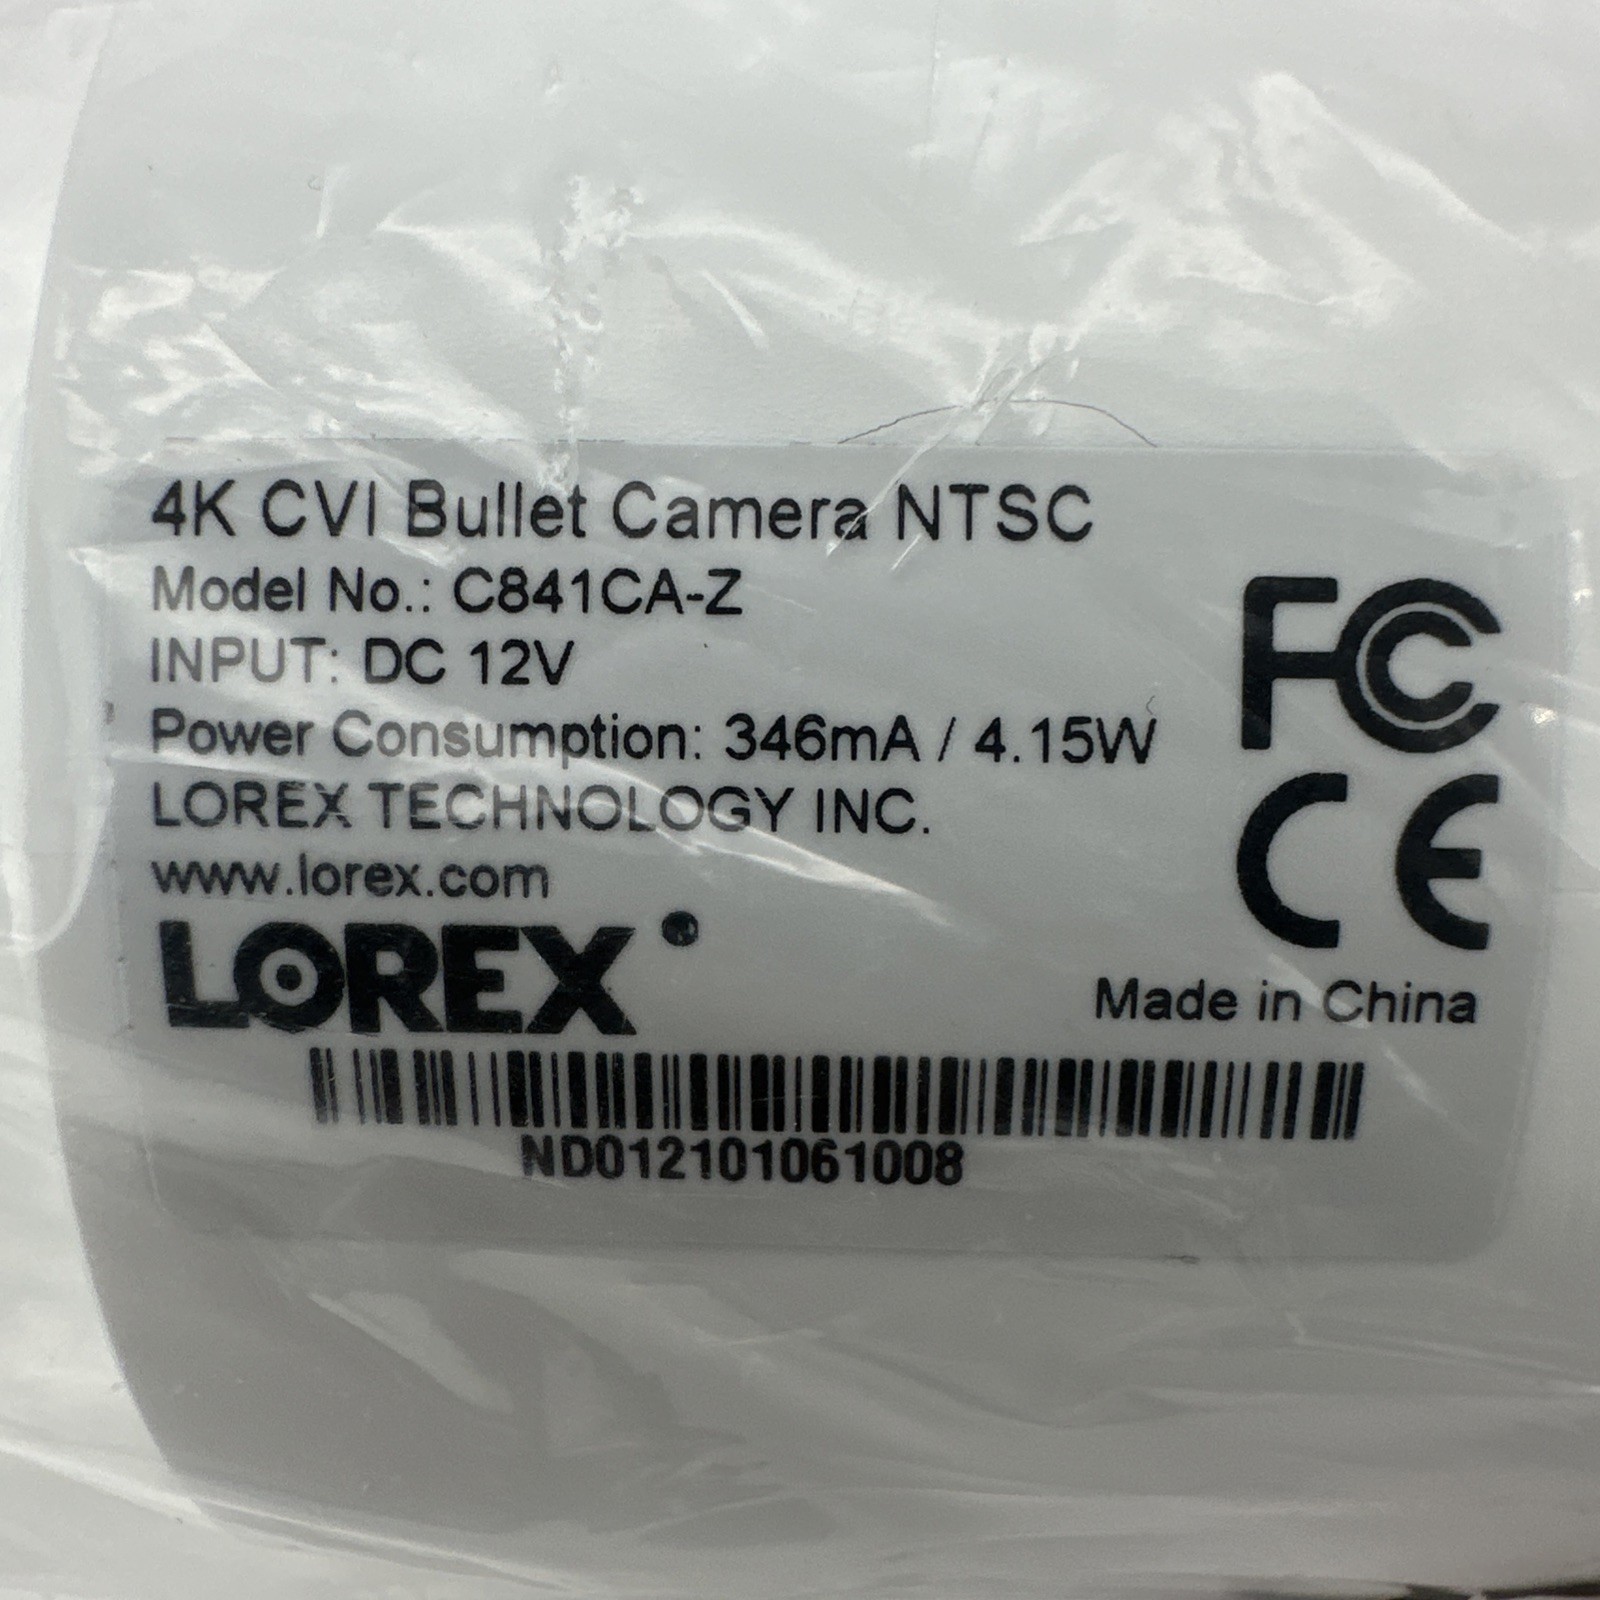 4K CVI Bullet Camera NTSC
Model No.: C841CA-Z
INPUT: DC 12V
Power Consumption: 346mA / 4.15W
LOREX TECHNOLOGY INC.
www.lorex.com
LOREX
FC
CE
Made in China
ND012101061008